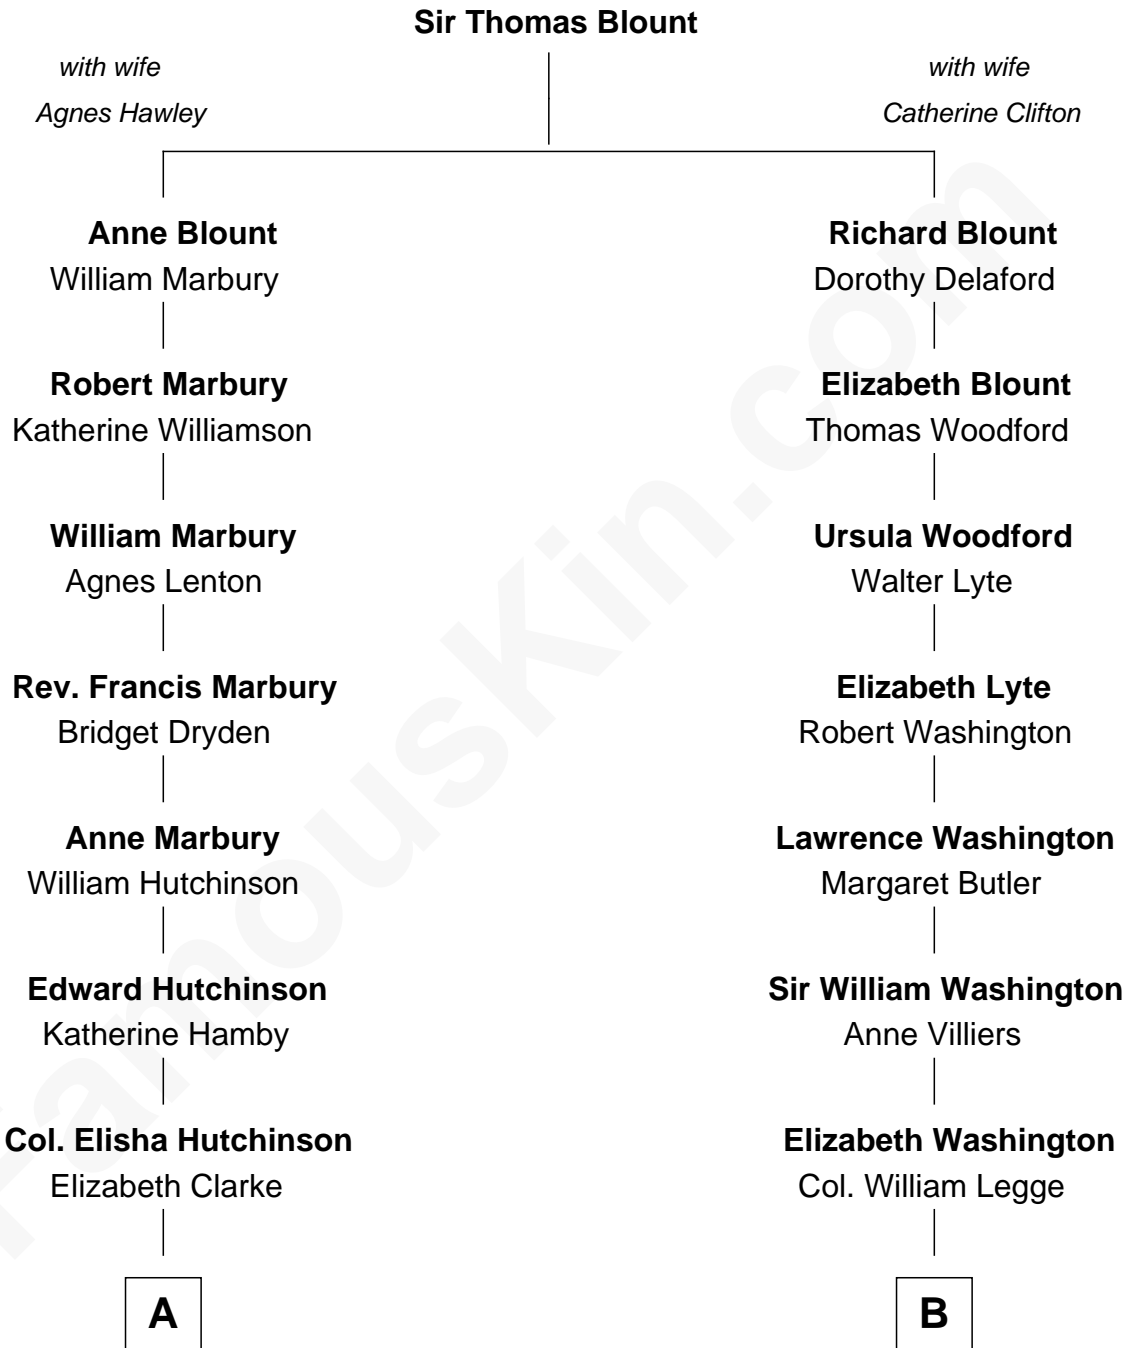 Sir Thomas Blount
with wife
Agnes Hawley
with wife
Catherine Clifton
Anne Blount
William Marbury
Richard Blount
Dorothy Delaford
Robert Marbury
Katherine Williamson
Elizabeth Blount
Thomas Woodford
William Marbury
Agnes Lenton
Ursula Woodford
Walter Lyte
Rev. Francis Marbury
Bridget Dryden
Elizabeth Lyte
Robert Washington
Anne Marbury
William Hutchinson
Lawrence Washington
Margaret Butler
Edward Hutchinson
Katherine Hamby
Sir William Washington
Anne Villiers
Col. Elisha Hutchinson
Elizabeth Clarke
Elizabeth Washington
Col. William Legge
A
B
FamousKin.com